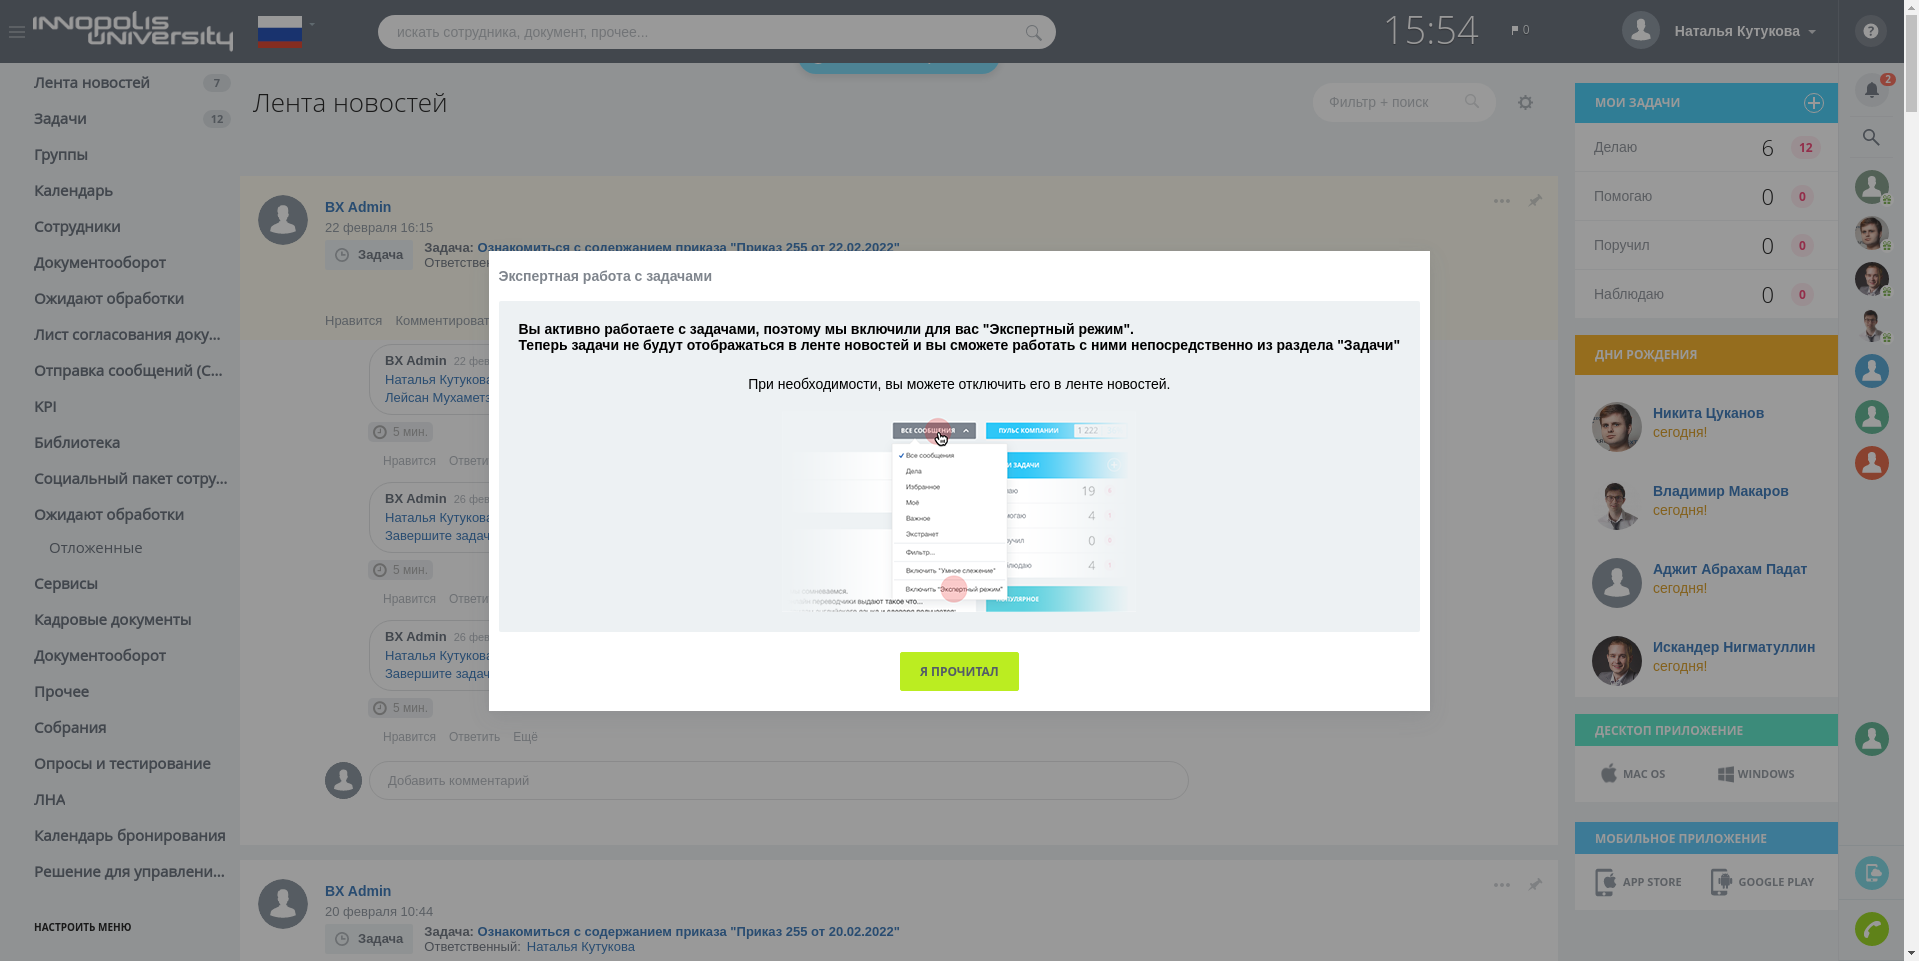 INNOPOLIS
UNIVERSITY
искать сотрудника, документ, прочее...
15:54
0
Наталья Кутукова
?
Лента новостей 7
Задачи 12
Группы
Календарь
Сотрудники
Документооборот
Ожидают обработки
Лист согласования доку...
Отправка сообщений (С...
KPI
Библиотека
Социальный пакет сотру...
Ожидают обработки
Отложенные
Сервисы
Кадровые документы
Документооборот
Прочее
Собрания
Опросы и тестирование
ЛНА
Календарь бронирования
Решение для управлени...
НАСТРОИТЬ МЕНЮ
Лента новостей
Фильтр + поиск
BX Admin
22 февраля 16:15
Задача
Задача: Ознакомиться с содержанием приказа "Приказ 255 от 22.02.2022"
Ответствен
Нравится Комментироват
BX Admin 22 фев
Наталья Кутукова
Лейсан Мухаметз
5 мин.
Нравится Ответи
BX Admin 26 фев
Наталья Кутукова
Завершите задач
5 мин.
Нравится Ответи
BX Admin 26 фев
Наталья Кутукова
Завершите задач
5 мин.
Нравится Ответить Ещё
Добавить комментарий
BX Admin
20 февраля 10:44
Задача
Задача: Ознакомиться с содержанием приказа "Приказ 255 от 20.02.2022"
Ответственный: Наталья Кутукова
Экспертная работа с задачами
Вы активно работаете с задачами, поэтому мы включили для вас "Экспертный режим".
Теперь задачи не будут отображаться в ленте новостей и вы сможете работать с ними непосредственно из раздела "Задачи"
При необходимости, вы можете отключить его в ленте новостей.
ВСЕ СООБЩЕНИЯ
ПУЛЬС КОМПАНИИ 1 222
Все сообщения
Дела
Избранное
Моё
Важное
Экстранет
Фильтр...
Включить "Умное слежение"
Включить "Экспертный режим"
И ЗАДАЧИ
19
4
0
4
Я ПРОЧИТАЛ
МОИ ЗАДАЧИ
Делаю 6 12
Помогаю 0 0
Поручил 0 0
Наблюдаю 0 0
ДНИ РОЖДЕНИЯ
Никита Цуканов
сегодня!
Владимир Макаров
сегодня!
Аджит Абрахам Падат
сегодня!
Искандер Нигматуллин
сегодня!
ДЕСКТОП ПРИЛОЖЕНИЕ
MAC OS WINDOWS
МОБИЛЬНОЕ ПРИЛОЖЕНИЕ
APP STORE GOOGLE PLAY
2